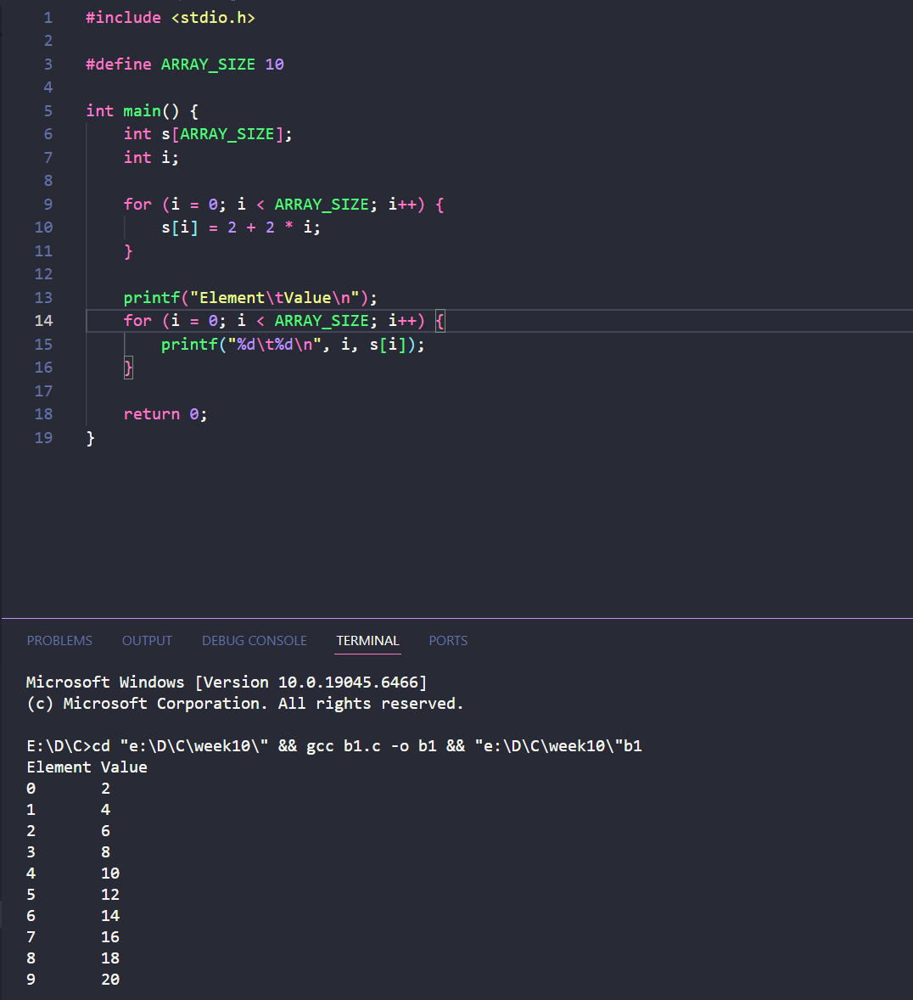 1 #include <stdio.h>
2
3 #define ARRAY_SIZE 10
4
5 int main() {
6     int s[ARRAY_SIZE];
7     int i;
8
9     for (i = 0; i < ARRAY_SIZE; i++) {
10         s[i] = 2 + 2 * i;
11     }
12
13     printf("Element\tValue\n");
14     for (i = 0; i < ARRAY_SIZE; i++) {
15         printf("%d\t%d\n", i, s[i]);
16     }
17
18     return 0;
19 }
PROBLEMS OUTPUT DEBUG CONSOLE TERMINAL PORTS
Microsoft Windows [Version 10.0.19045.6466]
(c) Microsoft Corporation. All rights reserved.
E:\D\C>cd "e:\D\C\week10\" && gcc b1.c -o b1 && "e:\D\C\week10\"b1
Element Value
0       2
1       4
2       6
3       8
4       10
5       12
6       14
7       16
8       18
9       20